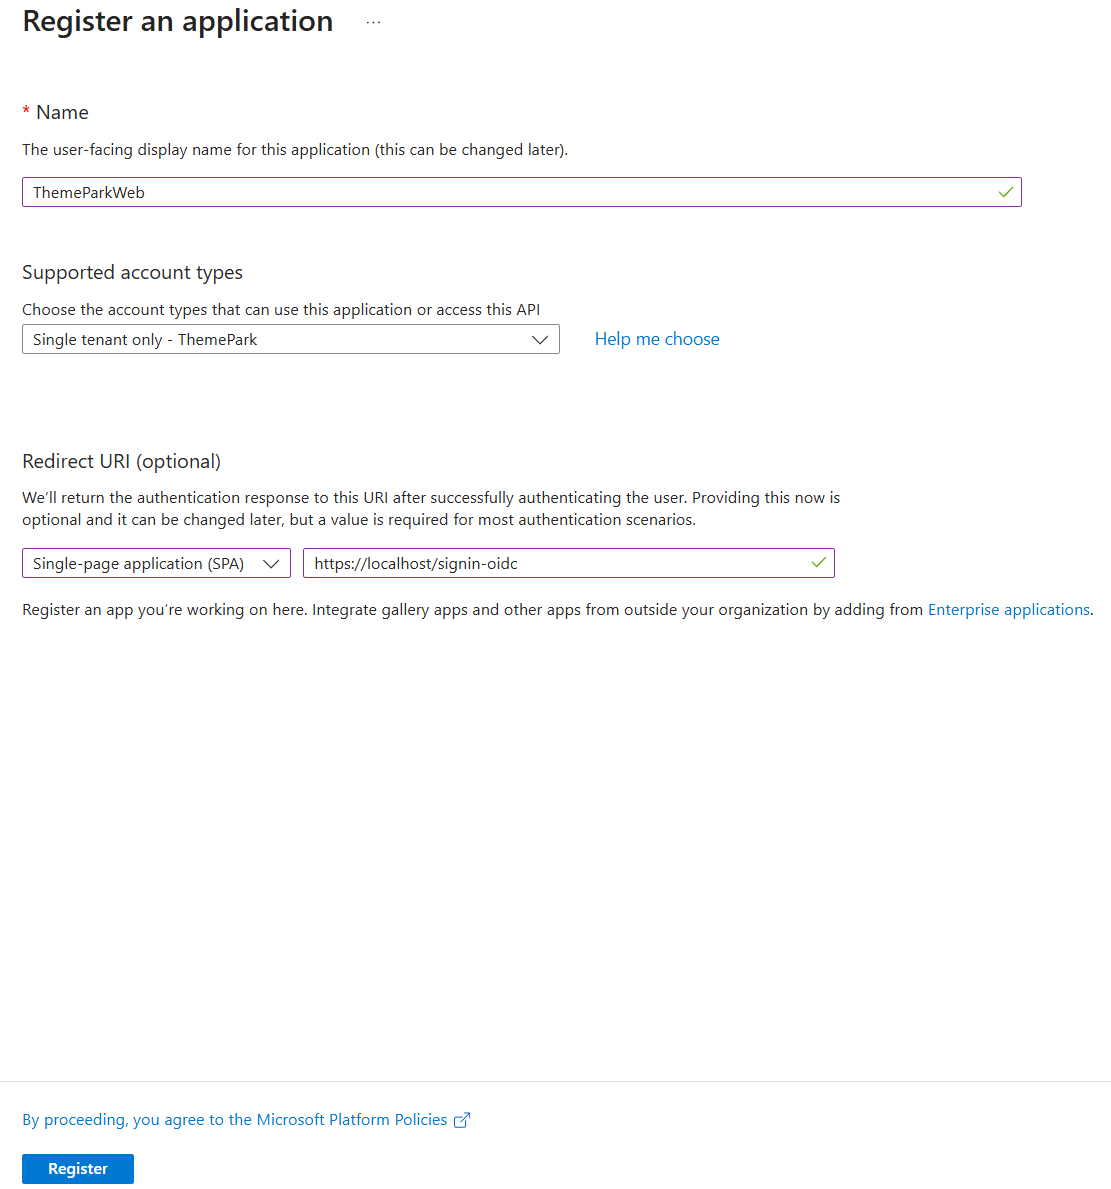 Register an application ...
* Name
The user-facing display name for this application (this can be changed later).
ThemeParkWeb
Supported account types
Choose the account types that can use this application or access this API
Single tenant only - ThemePark Help me choose
Redirect URI (optional)
We’ll return the authentication response to this URI after successfully authenticating the user. Providing this now is
optional and it can be changed later, but a value is required for most authentication scenarios.
Single-page application (SPA) https://localhost/signin-oidc
Register an app you’re working on here. Integrate gallery apps and other apps from outside your organization by adding from Enterprise applications.
By proceeding, you agree to the Microsoft Platform Policies
Register